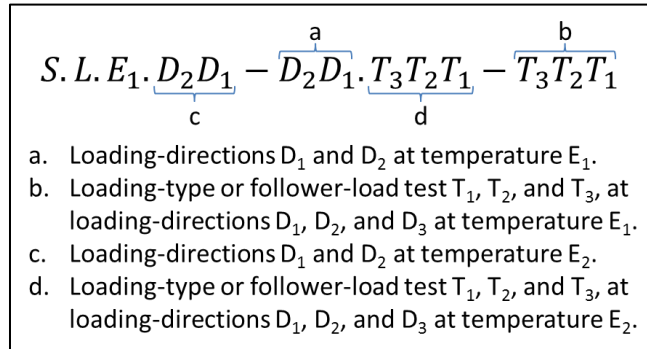 a b
S. L. E₁. D₂D₁ − D₂D₁. T₃T₂T₁ − T₃T₂T₁
c d
a. Loading-directions D₁ and D₂ at temperature E₁.
b. Loading-type or follower-load test T₁, T₂, and T₃, at
loading-directions D₁, D₂, and D₃ at temperature E₁.
c. Loading-directions D₁ and D₂ at temperature E₂.
d. Loading-type or follower-load test T₁, T₂, and T₃, at
loading-directions D₁, D₂, and D₃ at temperature E₂.